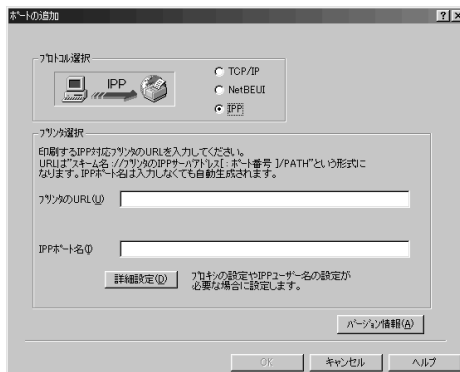 ﾎﾟｰﾄの追加
ﾌﾟﾛﾄｺﾙ選択
IPP
TCP/IP
NetBEUI
IPP
ﾌﾟﾘﾝﾀ選択
印刷するIPP対応ﾌﾟﾘﾝﾀのURLを入力してください。
URLは"ｽｷｰﾑ名://ﾌﾟﾘﾝﾀのIPPｻｰﾊﾞｱﾄﾞﾚｽ[:ﾎﾟｰﾄ番号]/PATH"という形式に
なります。IPPﾎﾟｰﾄ名は入力しなくても自動生成されます。
ﾌﾟﾘﾝﾀのURL(U)
IPPﾎﾟｰﾄ名(I)
詳細設定(D)
ﾌﾟﾛｷｼの設定やIPPﾕｰｻﾞｰ名の設定が
必要な場合に設定します。
ﾊﾞｰｼﾞｮﾝ情報(A)
OK
ｷｬﾝｾﾙ
ﾍﾙﾌﾟ